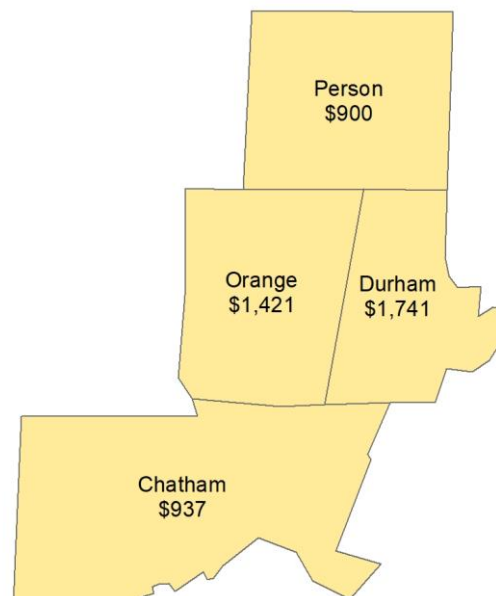 Person
$900
Orange
$1,421
Durham
$1,741
Chatham
$937